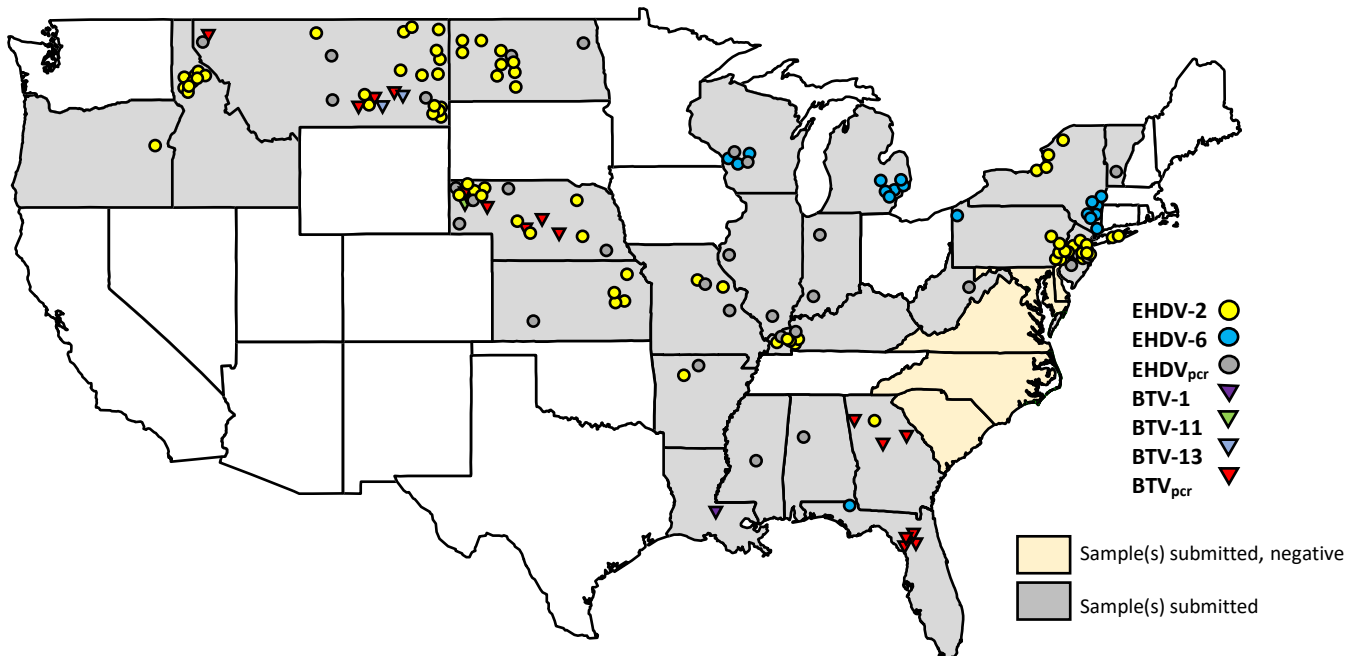 EHDV-2
EHDV-6
EHDVpcr
BTV-1
BTV-11
BTV-13
BTVpcr
Sample(s) submitted, negative
Sample(s) submitted